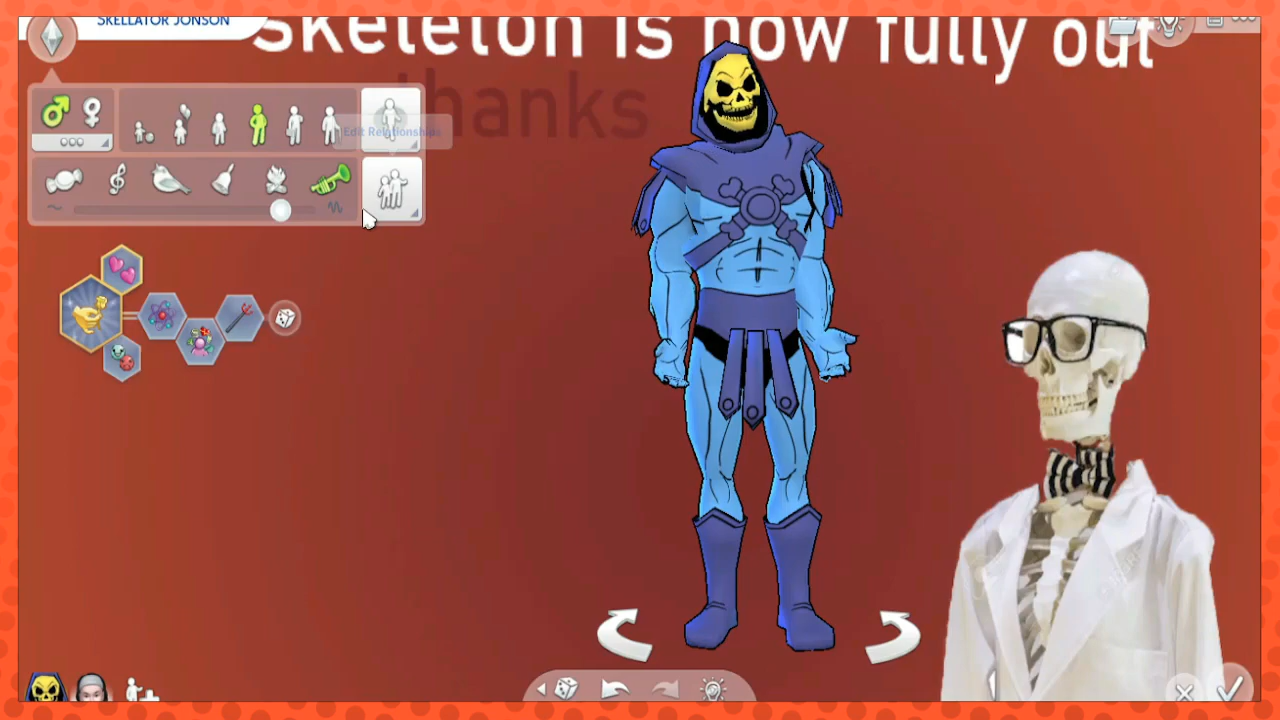 SKELLATOR JONSON
skeleton is now fully out
thanks
Edit Relationships